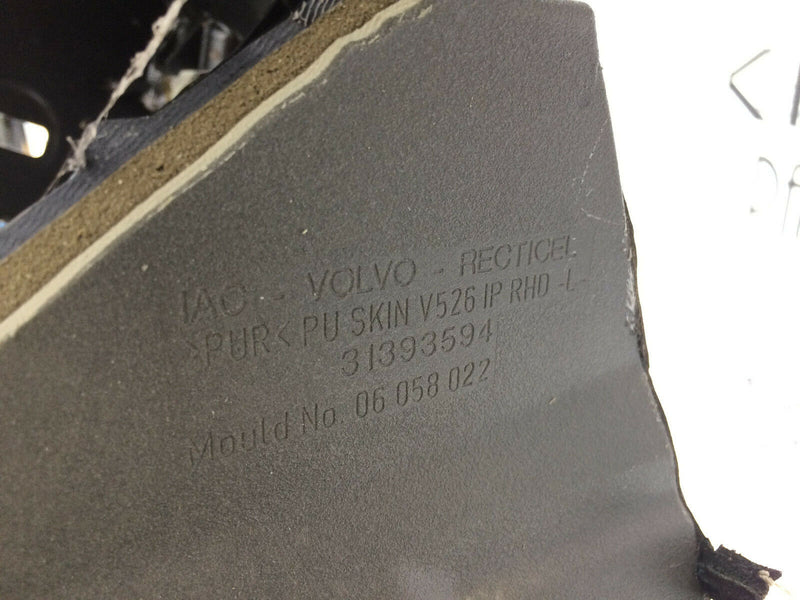 IAC - VOLVO - RECTICEL
>PUR< PU SKIN V526 IP RHD -L-
31393594
Mould No. 06 058 022